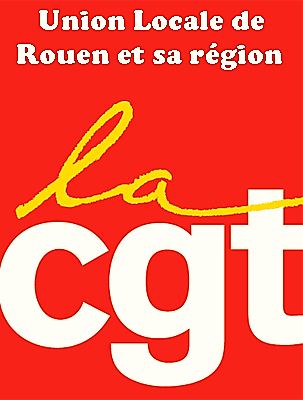 Union Locale de
Rouen et sa région
la
cgt